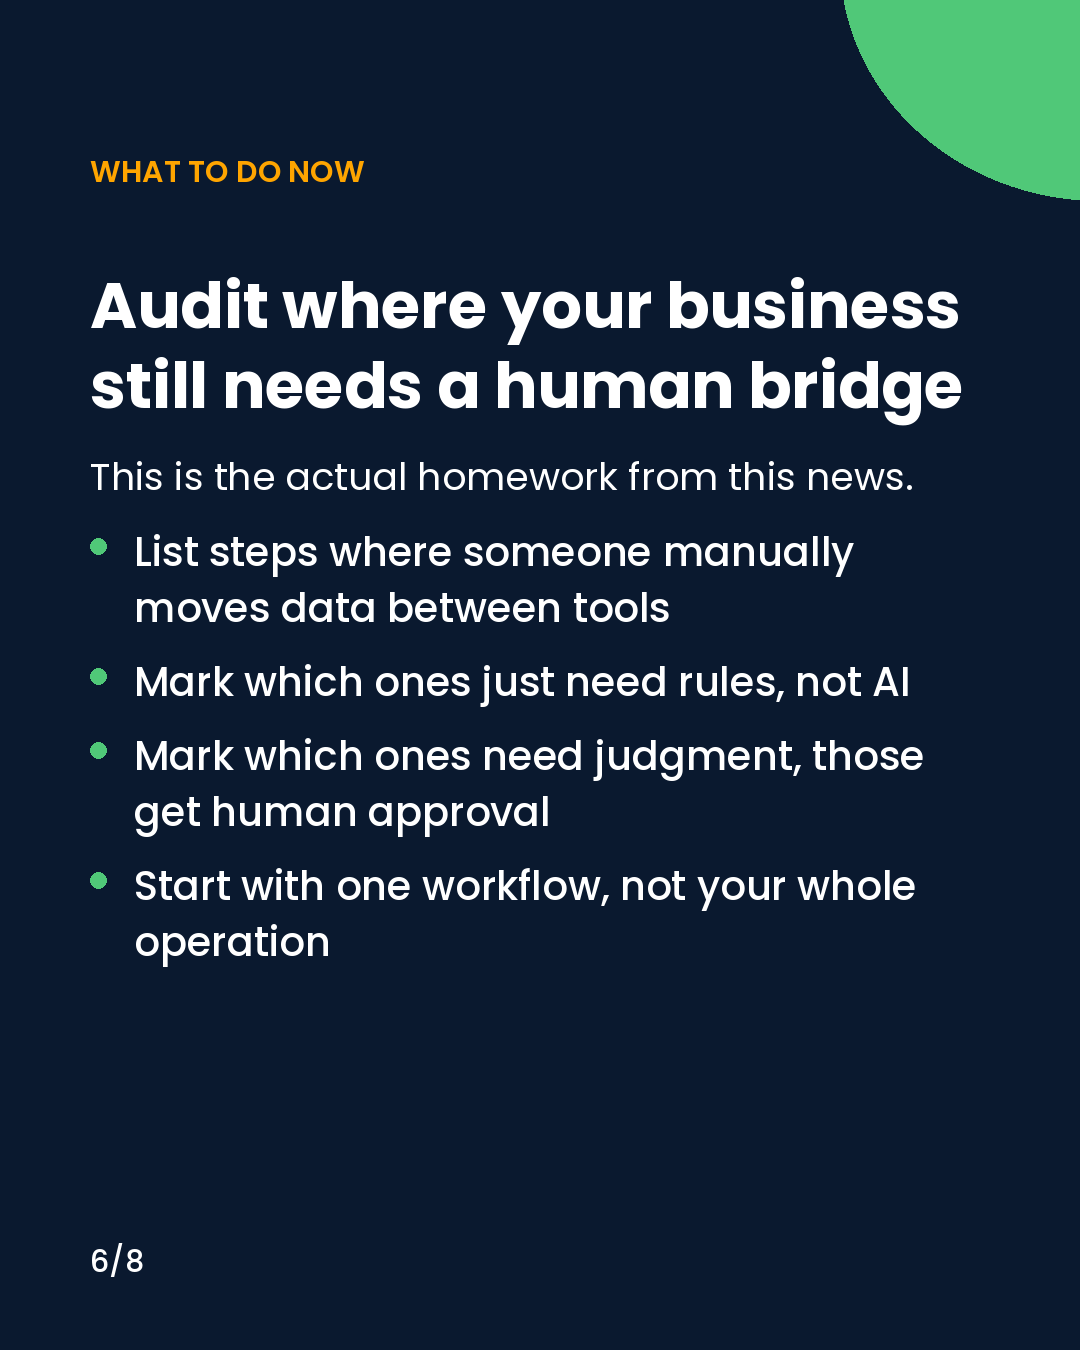 WHAT TO DO NOW
Audit where your business
still needs a human bridge
This is the actual homework from this news.
List steps where someone manually
moves data between tools
Mark which ones just need rules, not AI
Mark which ones need judgment, those
get human approval
Start with one workflow, not your whole
operation
6/8